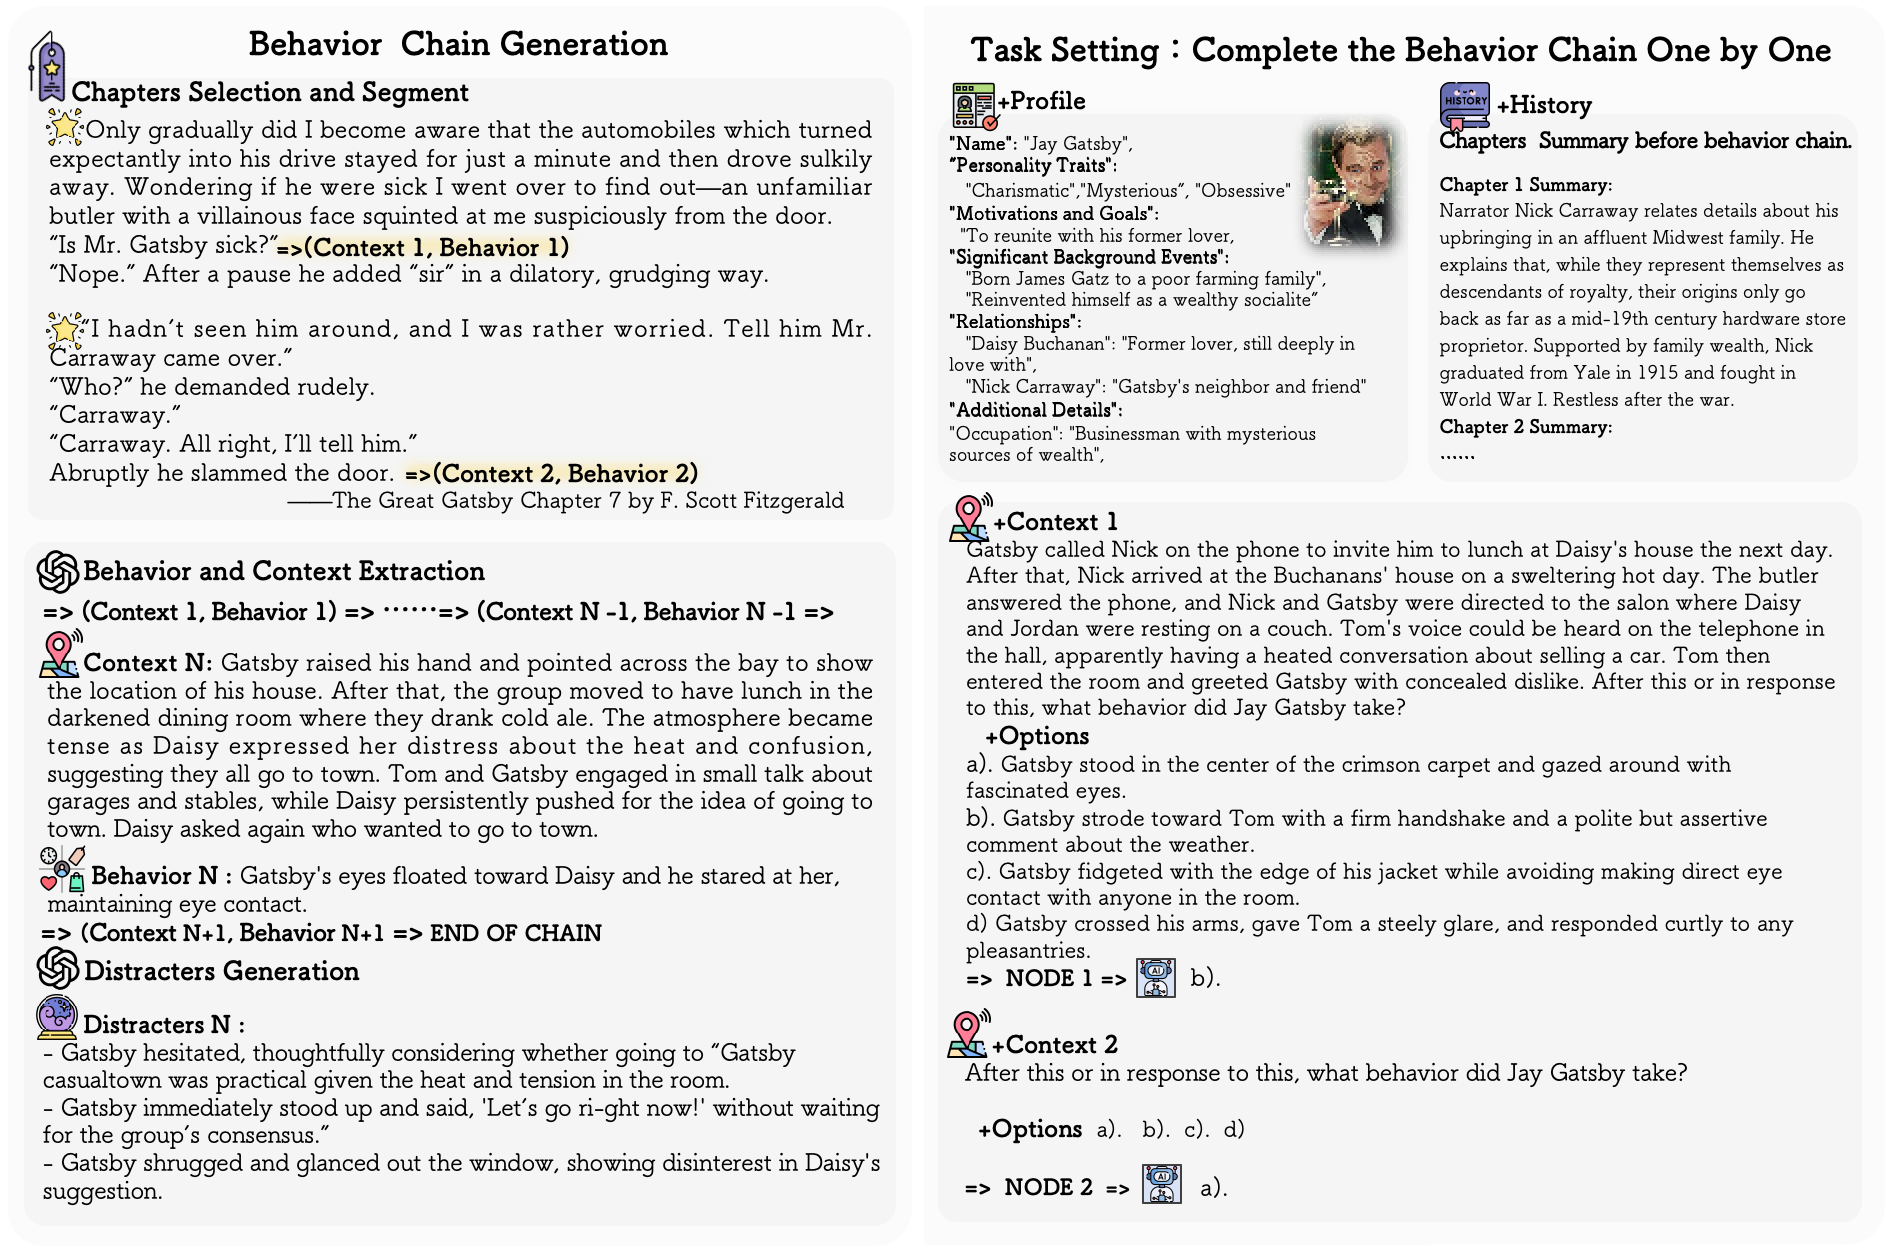 Behavior Chain Generation
Chapters Selection and Segment
Only gradually did I become aware that the automobiles which turned
expectantly into his drive stayed for just a minute and then drove sulkily
away. Wondering if he were sick I went over to find out—an unfamiliar
butler with a villainous face squinted at me suspiciously from the door.
“Is Mr. Gatsby sick?”=>(Context 1, Behavior 1)
“Nope.” After a pause he added “sir” in a dilatory, grudging way.
“I hadn’t seen him around, and I was rather worried. Tell him Mr.
Carraway came over.”
“Who?” he demanded rudely.
“Carraway.”
“Carraway. All right, I’ll tell him.”
Abruptly he slammed the door. =>(Context 2, Behavior 2)
——The Great Gatsby Chapter 7 by F. Scott Fitzgerald
Behavior and Context Extraction
=> (Context 1, Behavior 1) => ······=> (Context N -1, Behavior N -1 =>
Context N: Gatsby raised his hand and pointed across the bay to show
the location of his house. After that, the group moved to have lunch in the
darkened dining room where they drank cold ale. The atmosphere became
tense as Daisy expressed her distress about the heat and confusion,
suggesting they all go to town. Tom and Gatsby engaged in small talk about
garages and stables, while Daisy persistently pushed for the idea of going to
town. Daisy asked again who wanted to go to town.
Behavior N : Gatsby's eyes floated toward Daisy and he stared at her,
maintaining eye contact.
=> (Context N+1, Behavior N+1 => END OF CHAIN
Distracters Generation
Distracters N :
- Gatsby hesitated, thoughtfully considering whether going to “Gatsby
casualtown was practical given the heat and tension in the room.
- Gatsby immediately stood up and said, 'Let’s go ri-ght now!' without waiting
for the group’s consensus.”
- Gatsby shrugged and glanced out the window, showing disinterest in Daisy's
suggestion.
Task Setting : Complete the Behavior Chain One by One
+Profile
"Name": "Jay Gatsby",
“Personality Traits":
"Charismatic","Mysterious”, "Obsessive"
"Motivations and Goals":
"To reunite with his former lover,
"Significant Background Events":
"Born James Gatz to a poor farming family",
"Reinvented himself as a wealthy socialite”
"Relationships":
"Daisy Buchanan": "Former lover, still deeply in
love with",
"Nick Carraway": "Gatsby's neighbor and friend"
"Additional Details":
"Occupation": "Businessman with mysterious
sources of wealth",
HISTORY
+History
Chapters Summary before behavior chain.
Chapter 1 Summary:
Narrator Nick Carraway relates details about his
upbringing in an affluent Midwest family. He
explains that, while they represent themselves as
descendants of royalty, their origins only go
back as far as a mid-19th century hardware store
proprietor. Supported by family wealth, Nick
graduated from Yale in 1915 and fought in
World War I. Restless after the war.
Chapter 2 Summary:
......
+Context 1
Gatsby called Nick on the phone to invite him to lunch at Daisy's house the next day.
After that, Nick arrived at the Buchanans' house on a sweltering hot day. The butler
answered the phone, and Nick and Gatsby were directed to the salon where Daisy
and Jordan were resting on a couch. Tom's voice could be heard on the telephone in
the hall, apparently having a heated conversation about selling a car. Tom then
entered the room and greeted Gatsby with concealed dislike. After this or in response
to this, what behavior did Jay Gatsby take?
+Options
a). Gatsby stood in the center of the crimson carpet and gazed around with
fascinated eyes.
b). Gatsby strode toward Tom with a firm handshake and a polite but assertive
comment about the weather.
c). Gatsby fidgeted with the edge of his jacket while avoiding making direct eye
contact with anyone in the room.
d) Gatsby crossed his arms, gave Tom a steely glare, and responded curtly to any
pleasantries.
=> NODE 1 => AI b).
+Context 2
After this or in response to this, what behavior did Jay Gatsby take?
+Options a). b). c). d)
=> NODE 2 => AI a).